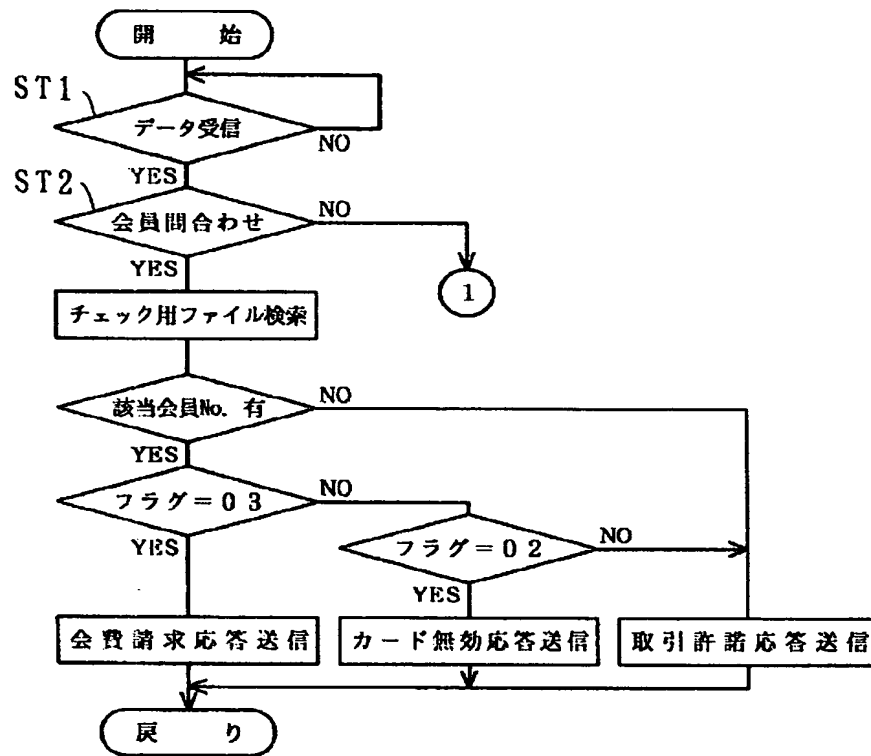 開 始
ST1
データ受信
NO
YES
ST2
会員問合わせ
NO
YES
1
チェック用ファイル検索
該当会員No. 有
NO
YES
フラグ=03
NO
YES
フラグ=02
NO
YES
会費請求応答送信
カード無効応答送信
取引許諾応答送信
戻 り